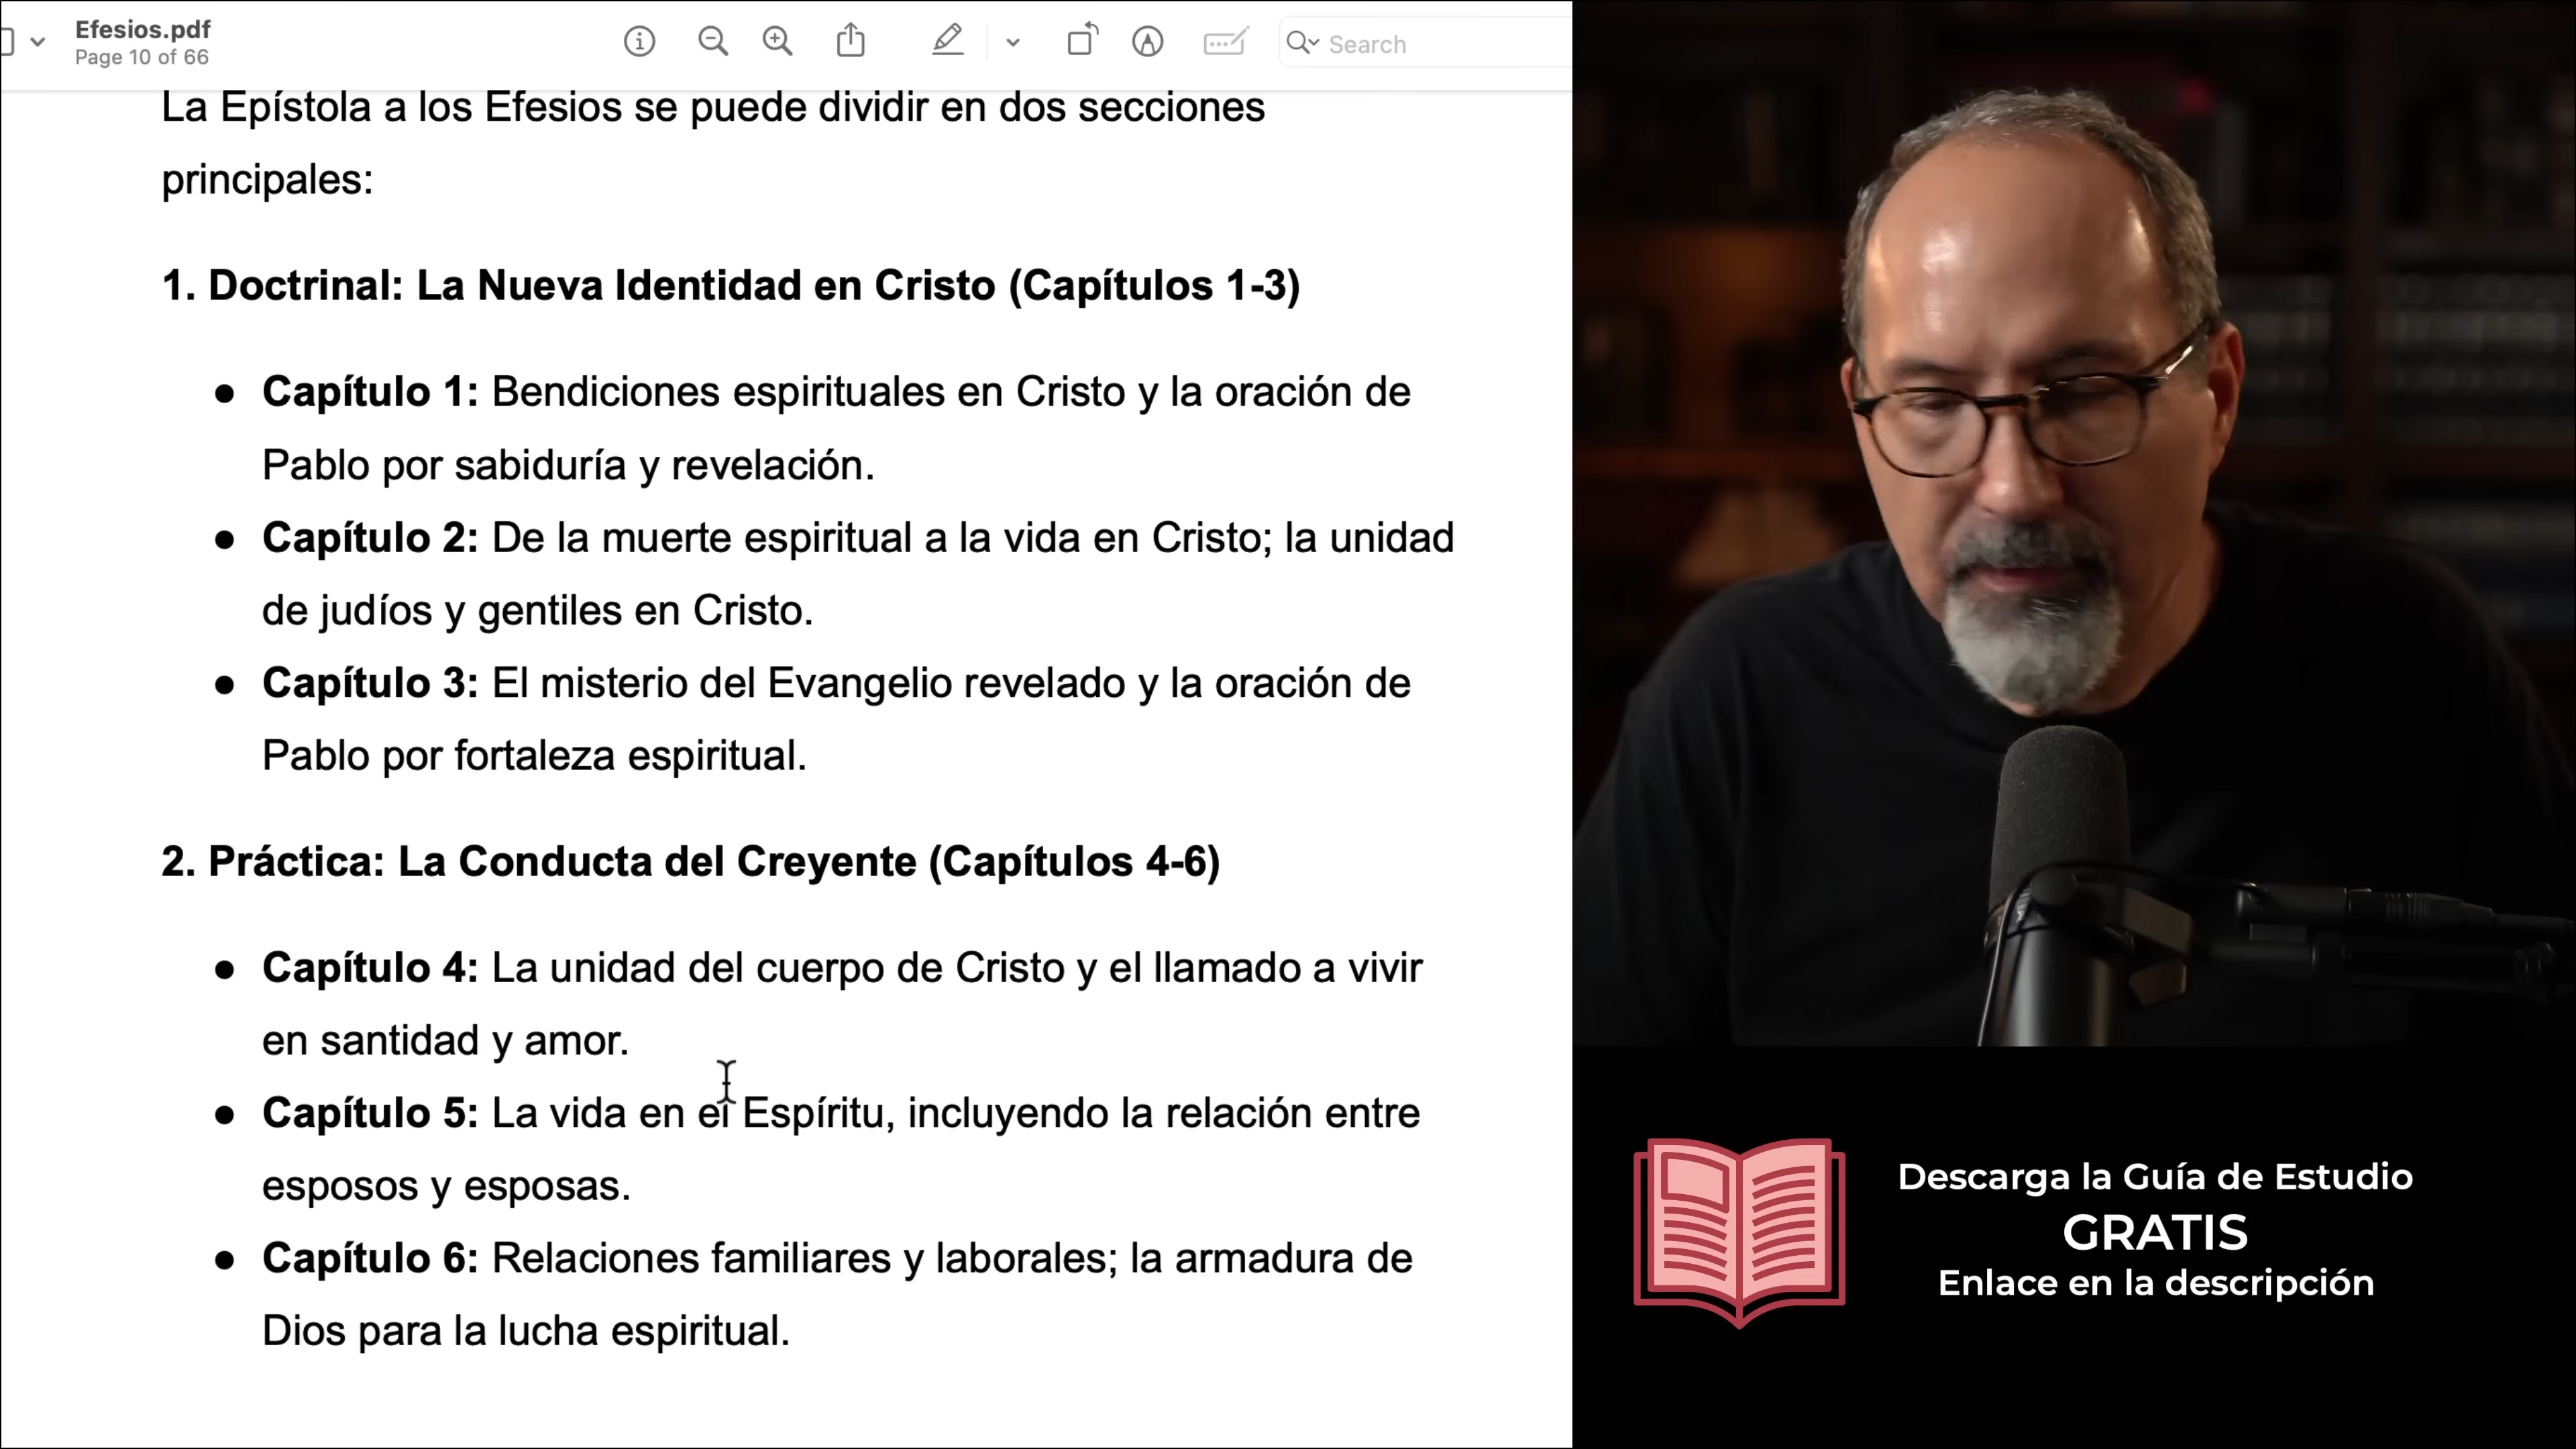 Efesios.pdf
Page 10 of 66
Search
La Epístola a los Efesios se puede dividir en dos secciones
principales:
1. Doctrinal: La Nueva Identidad en Cristo (Capítulos 1-3)
● Capítulo 1: Bendiciones espirituales en Cristo y la oración de
Pablo por sabiduría y revelación.
● Capítulo 2: De la muerte espiritual a la vida en Cristo; la unidad
de judíos y gentiles en Cristo.
● Capítulo 3: El misterio del Evangelio revelado y la oración de
Pablo por fortaleza espiritual.
2. Práctica: La Conducta del Creyente (Capítulos 4-6)
● Capítulo 4: La unidad del cuerpo de Cristo y el llamado a vivir
en santidad y amor.
● Capítulo 5: La vida en el Espíritu, incluyendo la relación entre
esposos y esposas.
● Capítulo 6: Relaciones familiares y laborales; la armadura de
Dios para la lucha espiritual.
Descarga la Guía de Estudio
GRATIS
Enlace en la descripción